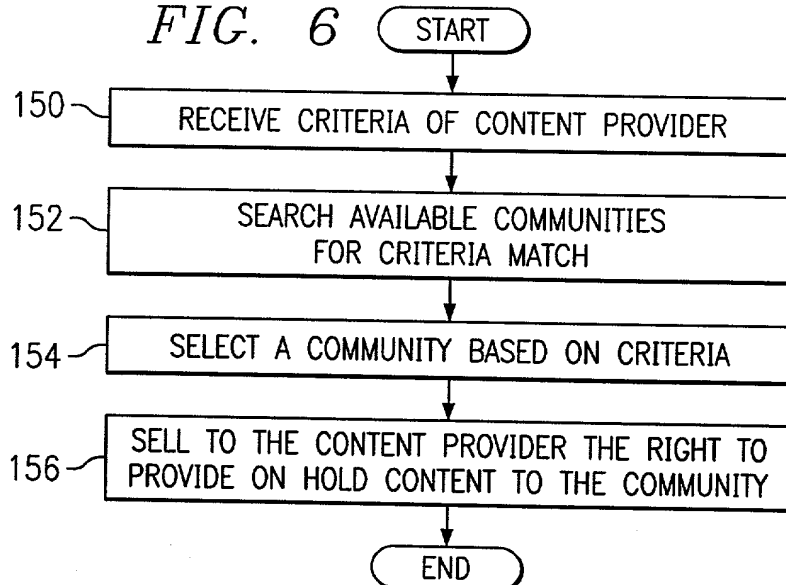 FIG. 6
START
150
RECEIVE CRITERIA OF CONTENT PROVIDER
152
SEARCH AVAILABLE COMMUNITIES
FOR CRITERIA MATCH
154
SELECT A COMMUNITY BASED ON CRITERIA
156
SELL TO THE CONTENT PROVIDER THE RIGHT TO
PROVIDE ON HOLD CONTENT TO THE COMMUNITY
END